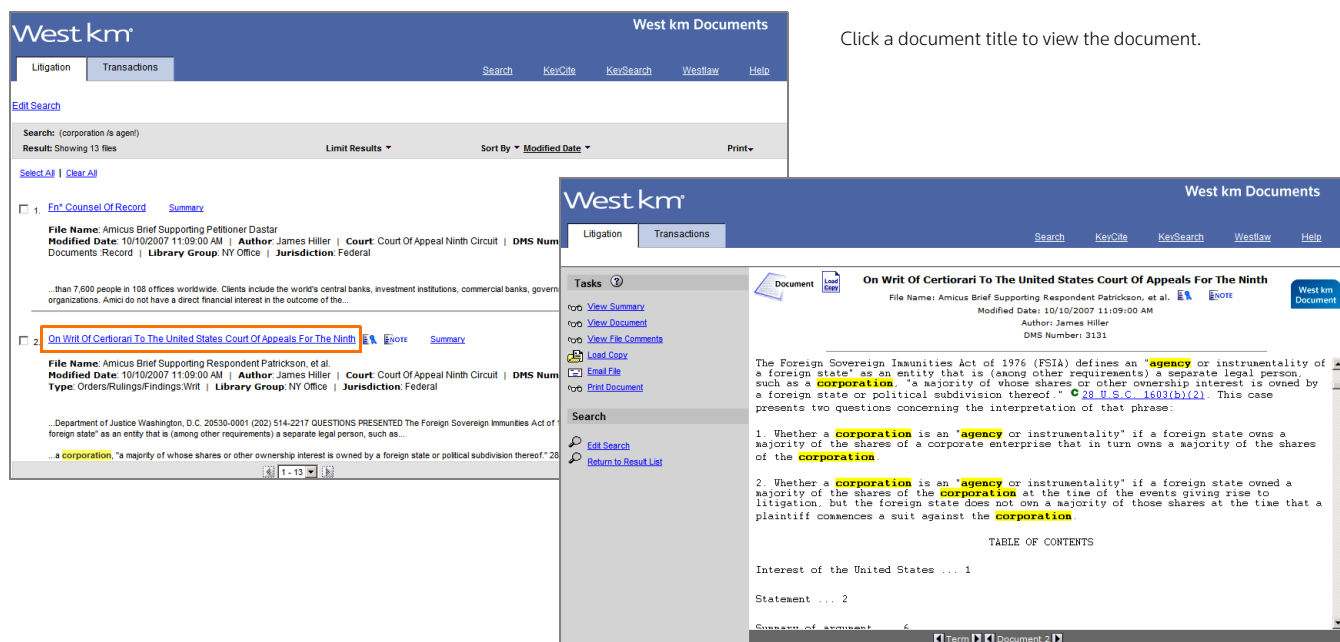 West km®
West km Documents
Litigation
Transactions
Search
KeyCite
KeySearch
Westlaw
Help
Edit Search
Search: (corporation /s agen!)
Result: Showing 13 files
Limit Results
Sort By
Modified Date
Print
Select All | Clear All
1. Fn* Counsel Of Record
Summary
File Name: Amicus Brief Supporting Petitioner Dastar
Modified Date: 10/10/2007 11:09:00 AM | Author: James Hiller | Court: Court Of Appeal Ninth Circuit | DMS Num
Documents :Record | Library Group: NY Office | Jurisdiction: Federal
...than 7,600 people in 108 offices worldwide. Clients include the world's central banks, investment institutions, commercial banks, govern
organizations. Amici do not have a direct financial interest in the outcome of the...
2. On Writ Of Certiorari To The United States Court Of Appeals For The Ninth
ENOTE
Summary
File Name: Amicus Brief Supporting Respondent Patrickson, et al.
Modified Date: 10/10/2007 11:09:00 AM | Author: James Hiller | Court: Court Of Appeal Ninth Circuit | DMS Num
Type: Orders/Rulings/Findings:Writ | Library Group: NY Office | Jurisdiction: Federal
...Department of Justice Washington, D.C. 20530-0001 (202) 514-2217 QUESTIONS PRESENTED The Foreign Sovereign Immunities Act of 1
foreign state" as an entity that is (among other requirements) a separate legal person, such as...
...a corporation, "a majority of whose shares or other ownership interest is owned by a foreign state or political subdivision thereof." 28
1 - 13
Click a document title to view the document.
West km®
West km Documents
Litigation
Transactions
Search
KeyCite
KeySearch
Westlaw
Help
Tasks ?
View Summary
View Document
View File Comments
Load Copy
Email File
Print Document
Search
Edit Search
Return to Result List
Document
Load Copy
On Writ Of Certiorari To The United States Court Of Appeals For The Ninth
File Name: Amicus Brief Supporting Respondent Patrickson, et al.
ENOTE
Modified Date: 10/10/2007 11:09:00 AM
Author: James Hiller
DMS Number: 3131
West km
Document
The Foreign Sovereign Immunities Act of 1976 (FSIA) defines an "agency or instrumentality of
a foreign state" as an entity that is (among other requirements) a separate legal person,
such as a corporation, "a majority of whose shares or other ownership interest is owned by
a foreign state or political subdivision thereof." C 28 U.S.C. 1603(b)(2). This case
presents two questions concerning the interpretation of that phrase:
1. Whether a corporation is an "agency or instrumentality" if a foreign state owns a
majority of the shares of a corporate enterprise that in turn owns a majority of the shares
of the corporation.
2. Whether a corporation is an "agency or instrumentality" if a foreign state owned a
majority of the shares of the corporation at the time of the events giving rise to
litigation, but the foreign state does not own a majority of those shares at the time that a
plaintiff commences a suit against the corporation.
TABLE OF CONTENTS
Interest of the United States ... 1
Statement ... 2
Summary of argument ... 6
Term
Document 2